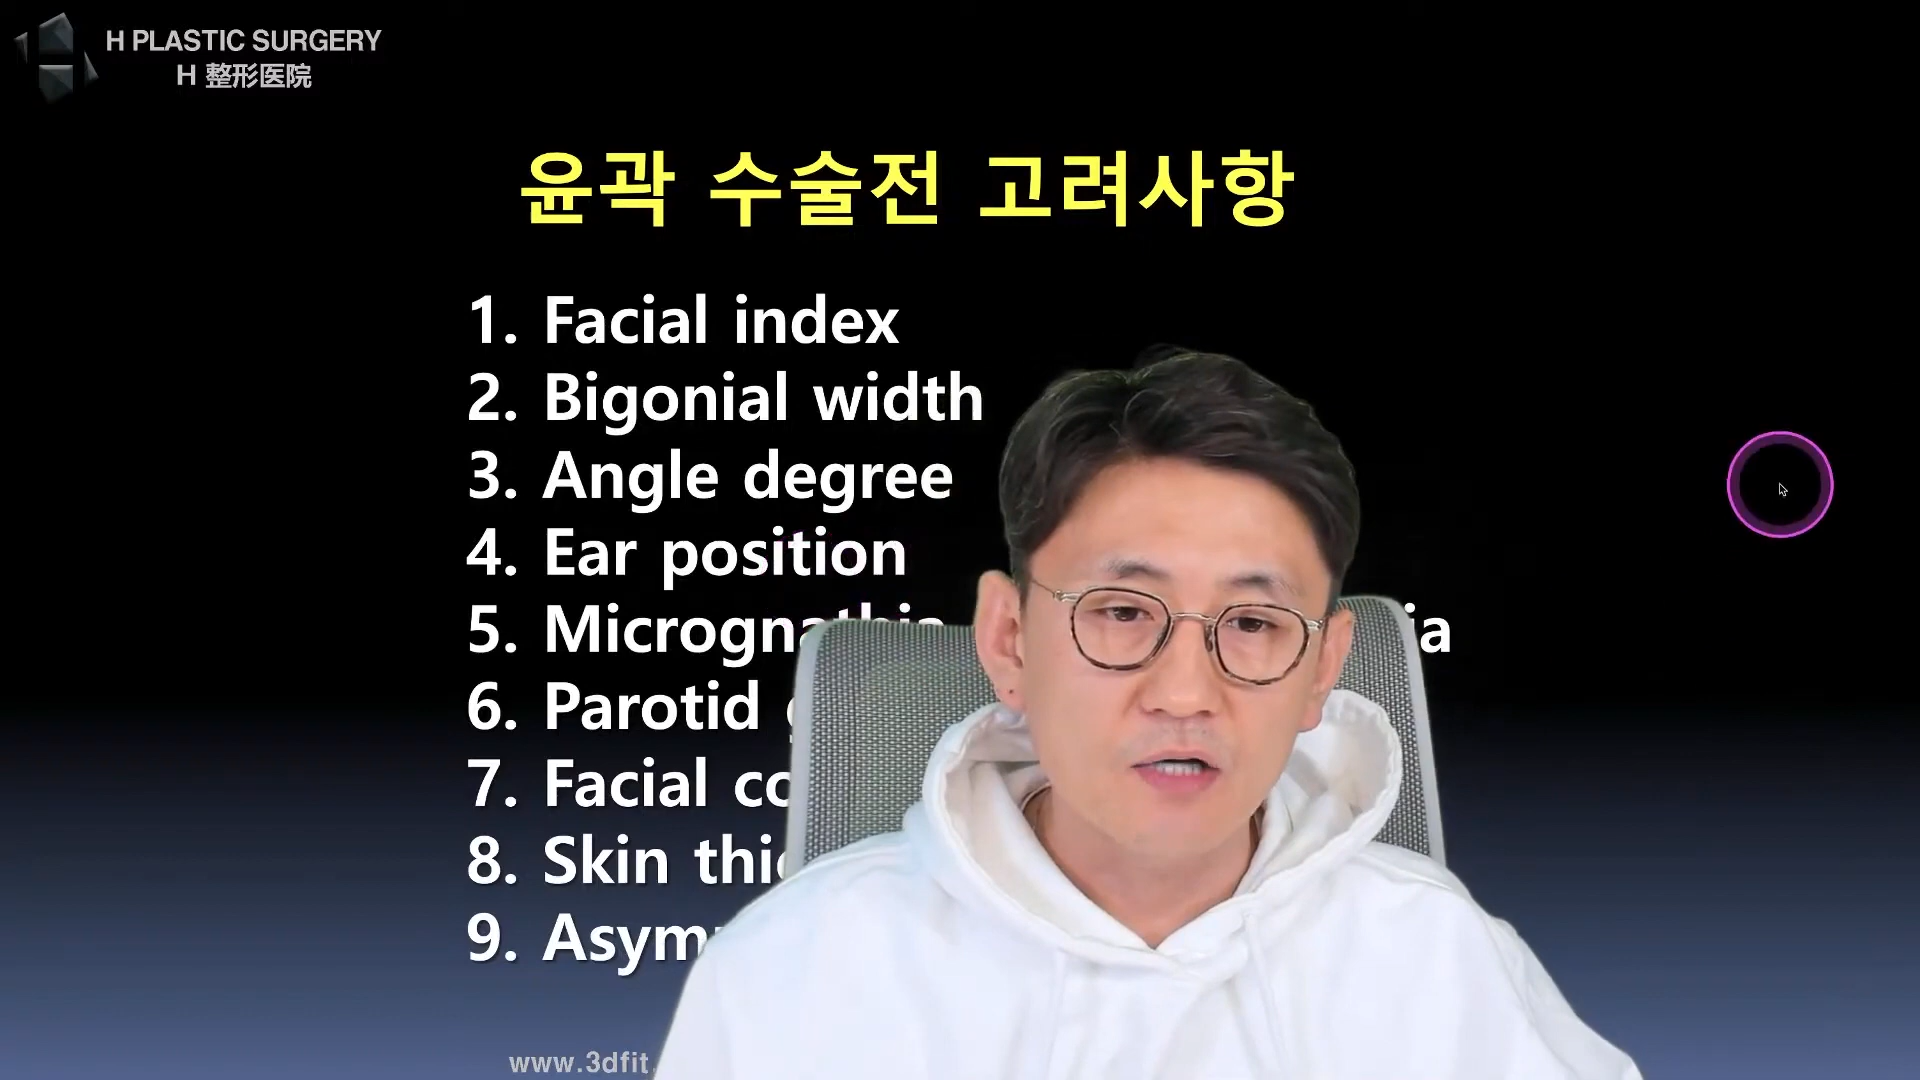 H PLASTIC SURGERY
H 整形医院
윤곽 수술전 고려사항
1. Facial index
2. Bigonial width
3. Angle degree
4. Ear position
5. Micrognathia
6. Parotid
7. Facial
8. Skin
9.
www.3dfit.